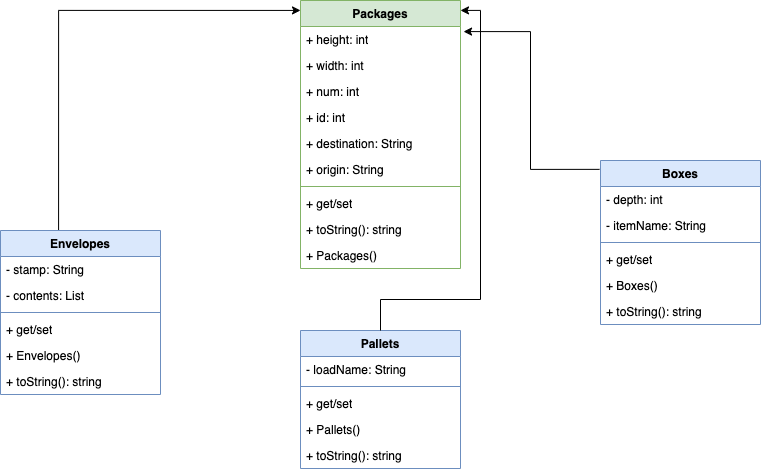 Packages
+ height: int
+ width: int
+ num: int
+ id: int
+ destination: String
+ origin: String
+ get/set
+ toString(): string
+ Packages()
Envelopes
- stamp: String
- contents: List
+ get/set
+ Envelopes()
+ toString(): string
Pallets
- loadName: String
+ get/set
+ Pallets()
+ toString(): string
Boxes
- depth: int
- itemName: String
+ get/set
+ Boxes()
+ toString(): string